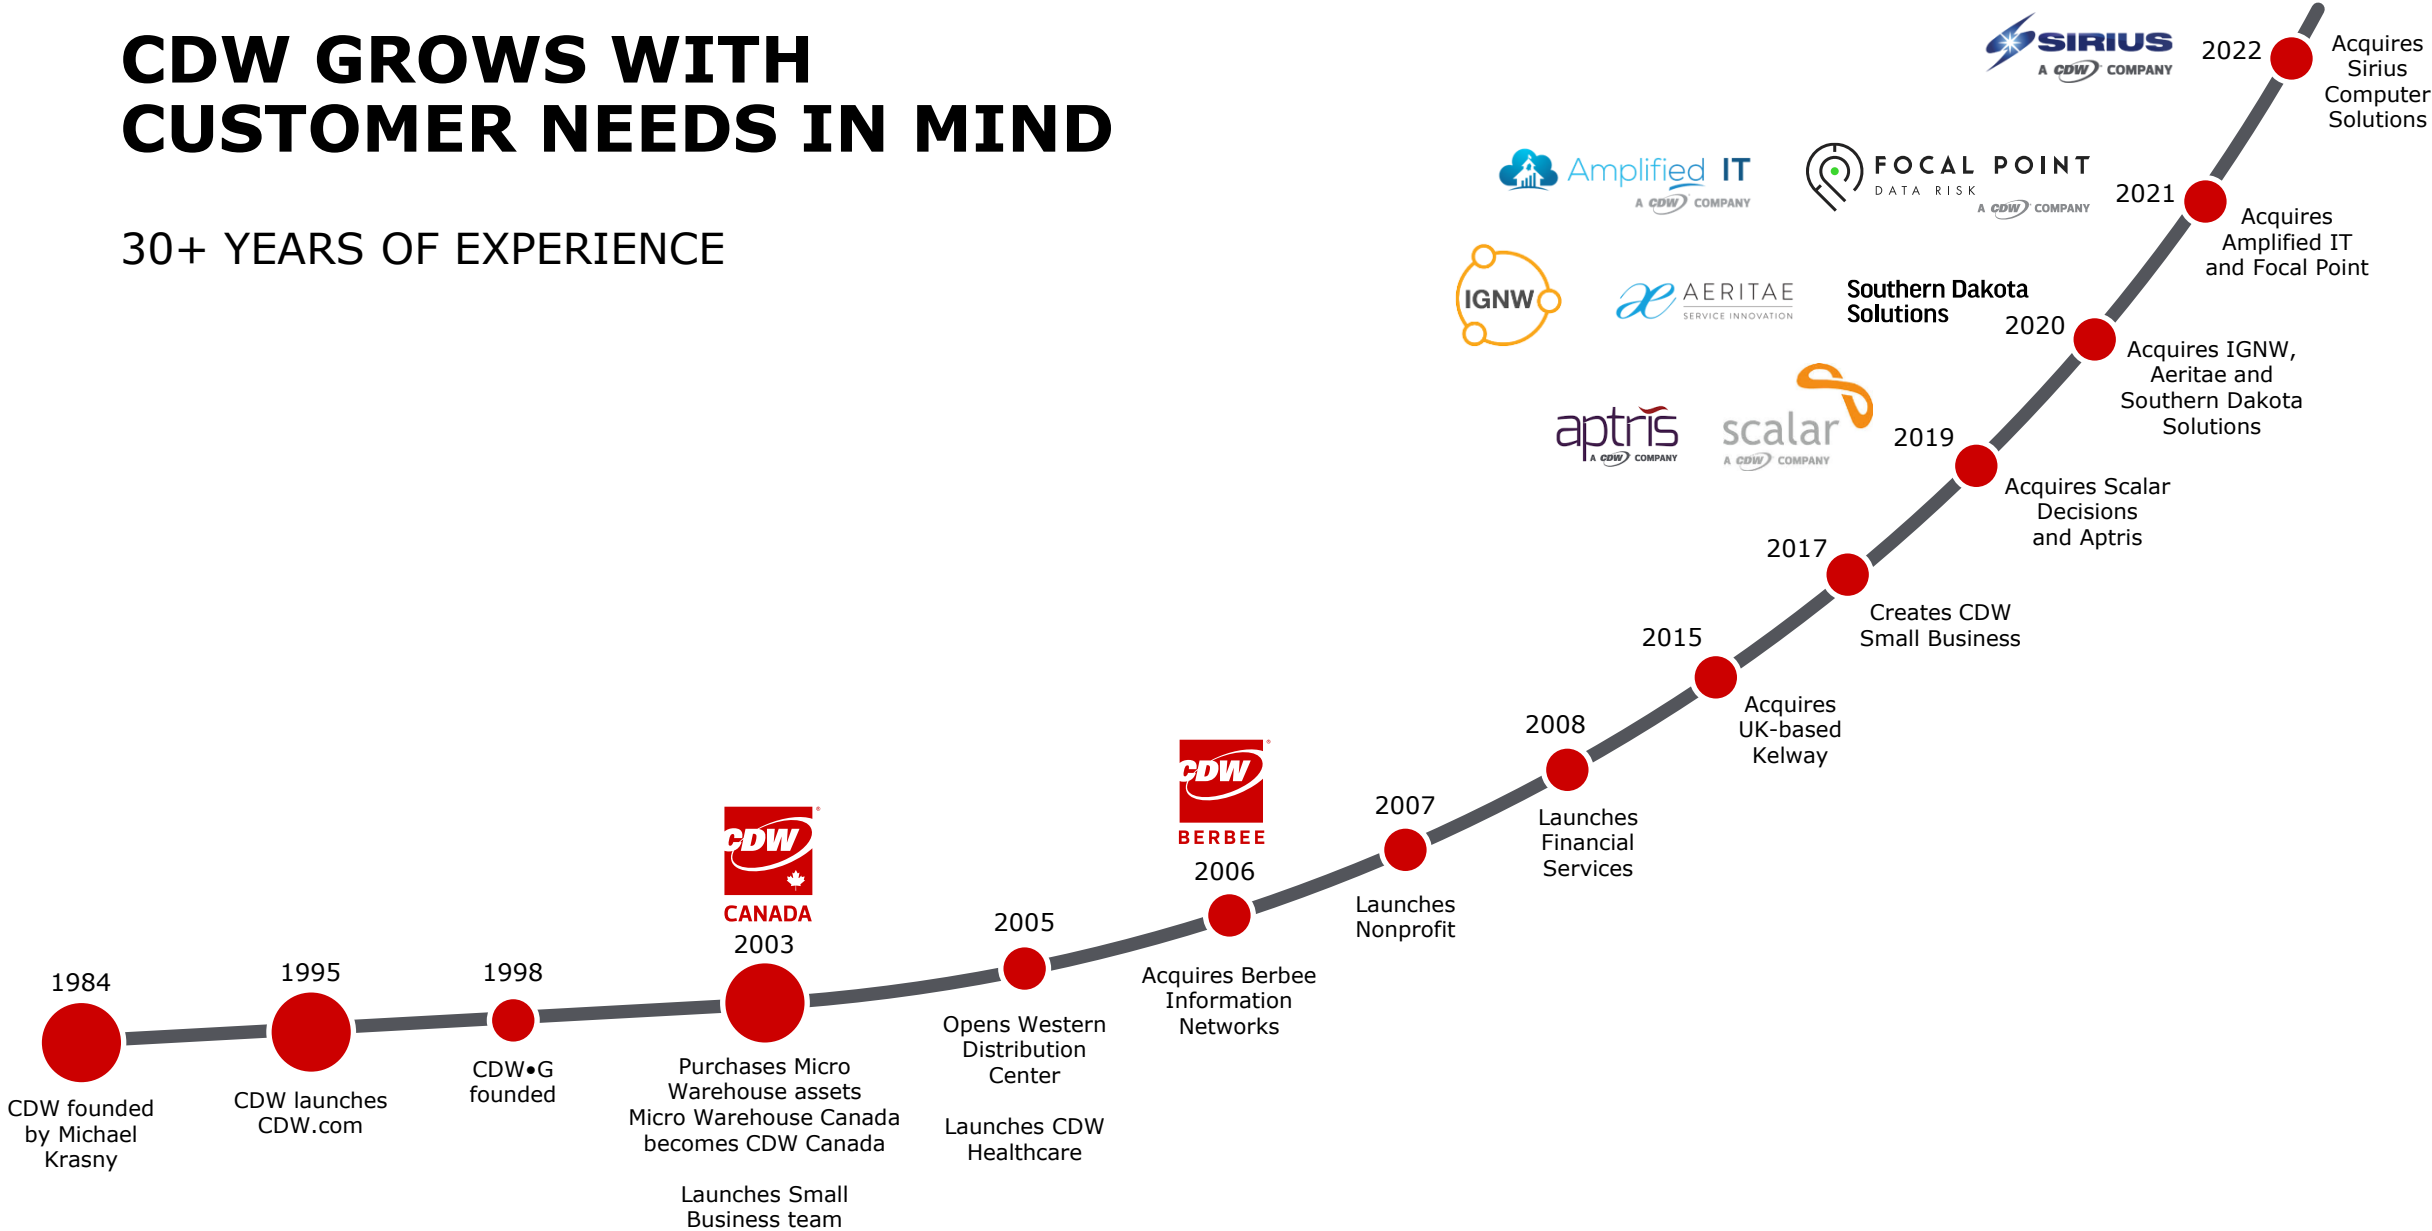 CDW GROWS WITH
CUSTOMER NEEDS IN MIND
30+ YEARS OF EXPERIENCE
1984
CDW founded
by Michael
Krasny
1995
CDW launches
CDW.com
1998
CDW•G
founded
CDW®
CANADA
2003
Purchases Micro
Warehouse assets
Micro Warehouse Canada
becomes CDW Canada
Launches Small
Business team
2005
Opens Western
Distribution
Center
Launches CDW
Healthcare
CDW®
BERBEE
2006
Acquires Berbee
Information
Networks
2007
Launches
Nonprofit
2008
Launches
Financial
Services
2015
Acquires
UK-based
Kelway
2017
Creates CDW
Small Business
aptris
A CDW COMPANY
scalar
A CDW COMPANY
2019
Acquires Scalar
Decisions
and Aptris
IGNW
AERITAE
SERVICE INNOVATION
Southern Dakota
Solutions
2020
Acquires IGNW,
Aeritae and
Southern Dakota
Solutions
Amplified IT
A CDW COMPANY
FOCAL POINT
DATA RISK
A CDW COMPANY
2021
Acquires
Amplified IT
and Focal Point
SIRIUS
A CDW COMPANY
2022
Acquires
Sirius
Computer
Solutions